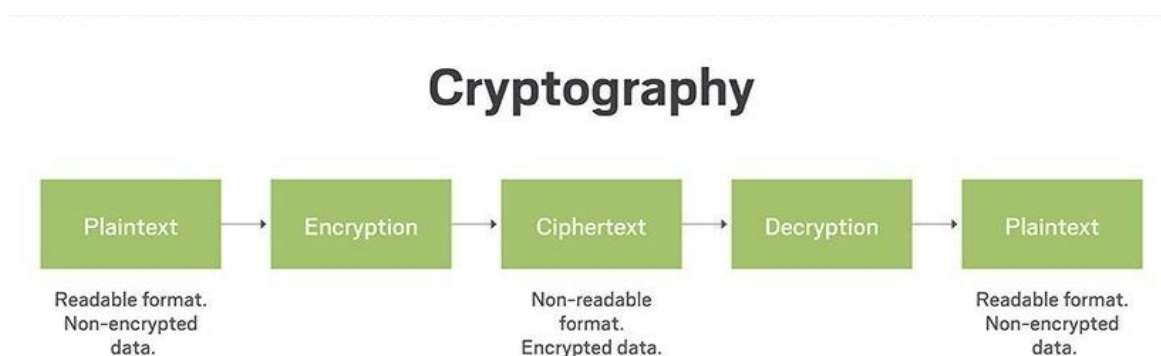 Cryptography
Plaintext
Encryption
Ciphertext
Decryption
Plaintext
Readable format.
Non-encrypted
data.
Non-readable
format.
Encrypted data.
Readable format.
Non-encrypted
data.